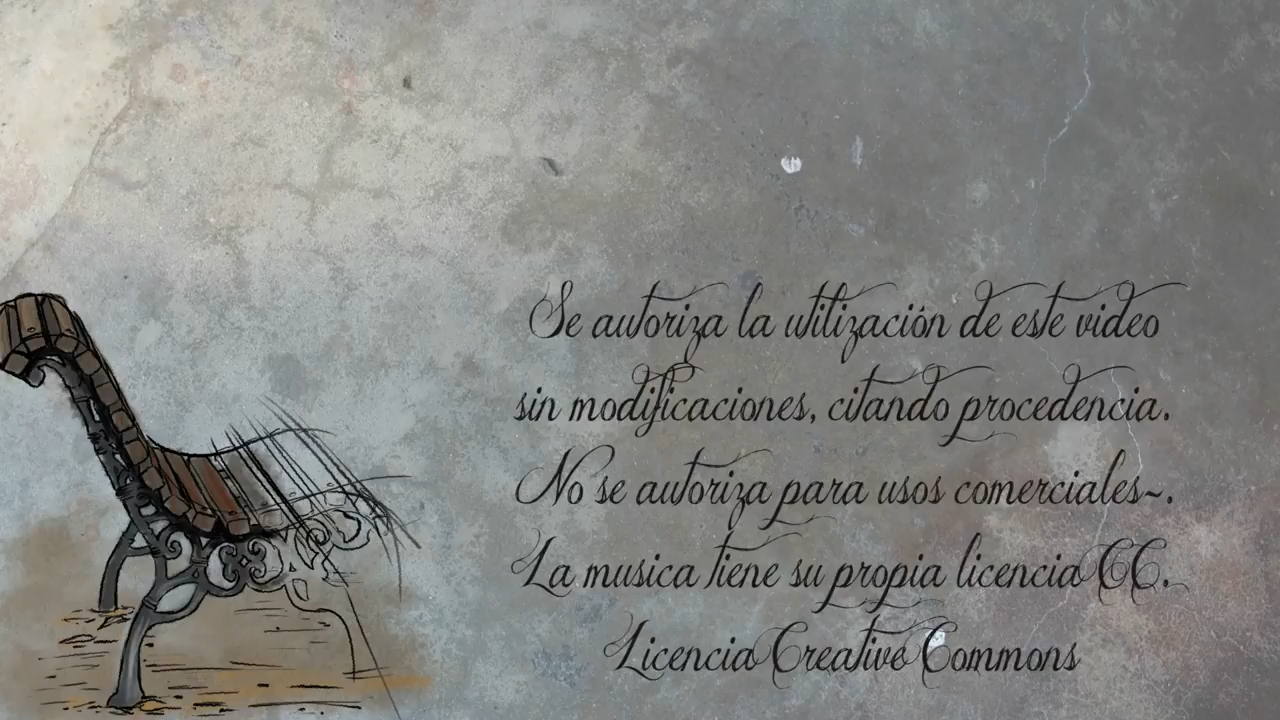 Se autoriza la utilización de este video
sin modificaciones, citando procedencia.
No se autoriza para usos comerciales~.
La musica tiene su propia licencia CC.
Licencia Creative Commons